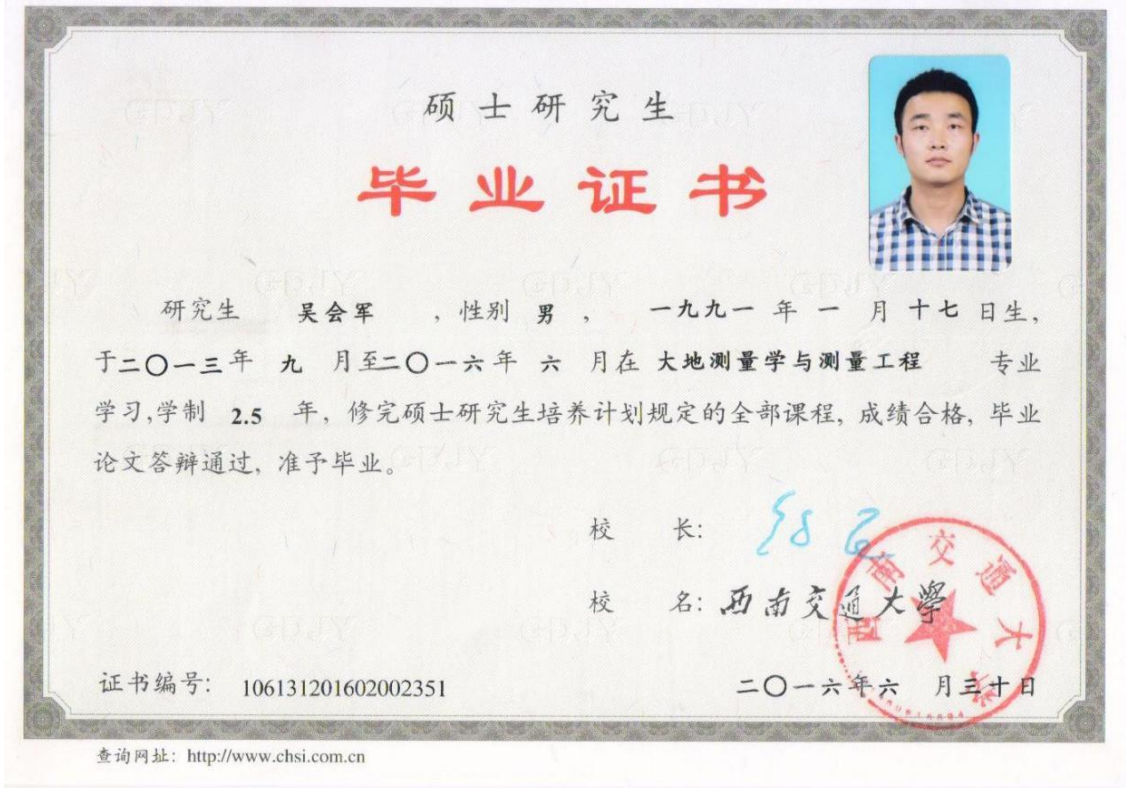 硕士研究生
毕业证书
研究生 吴会军 ，性别 男 ， 一九九一 年 一 月 十七 日生，
于二〇一三年 九 月至二〇一六年 六 月在 大地测量学与测量工程 专业
学习,学制 2.5 年，修完硕士研究生培养计划规定的全部课程，成绩合格，毕业
论文答辩通过，准予毕业。
校 长:
校 名: 西南交通大學
西南交通大学
证书编号: 106131201602002351
二〇一六年六 月三十日
查询网址: http://www.chsi.com.cn